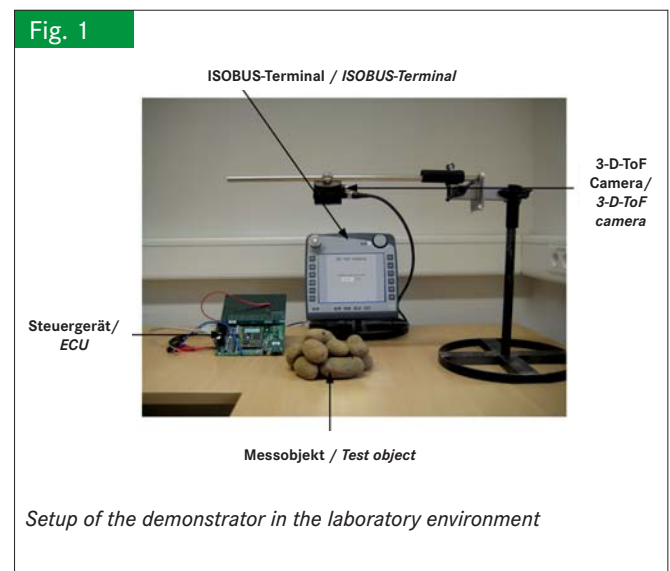 Fig. 1
ISOBUS-Terminal / ISOBUS-Terminal
3-D-ToF
Camera/
3-D-ToF
camera
Steuergerät/
ECU
Messobjekt / Test object
Setup of the demonstrator in the laboratory environment